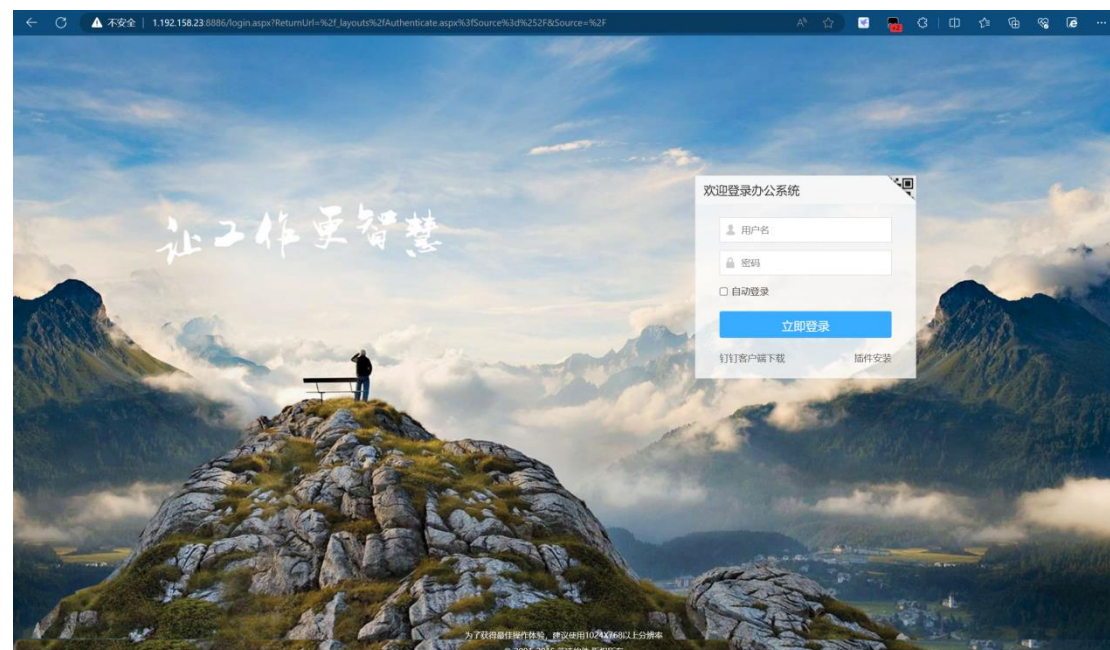 不安全 | 1.192.158.23:8886/login.aspx?ReturnUrl=%2f_layouts%2fAuthenticate.aspx%3fSource%3d%252F&Source=%2F
让工作更智慧
欢迎登录办公系统
用户名
密码
自动登录
立即登录
钉钉客户端下载 插件安装
为了获得最佳操作体验,建议使用1024X768以上分辨率